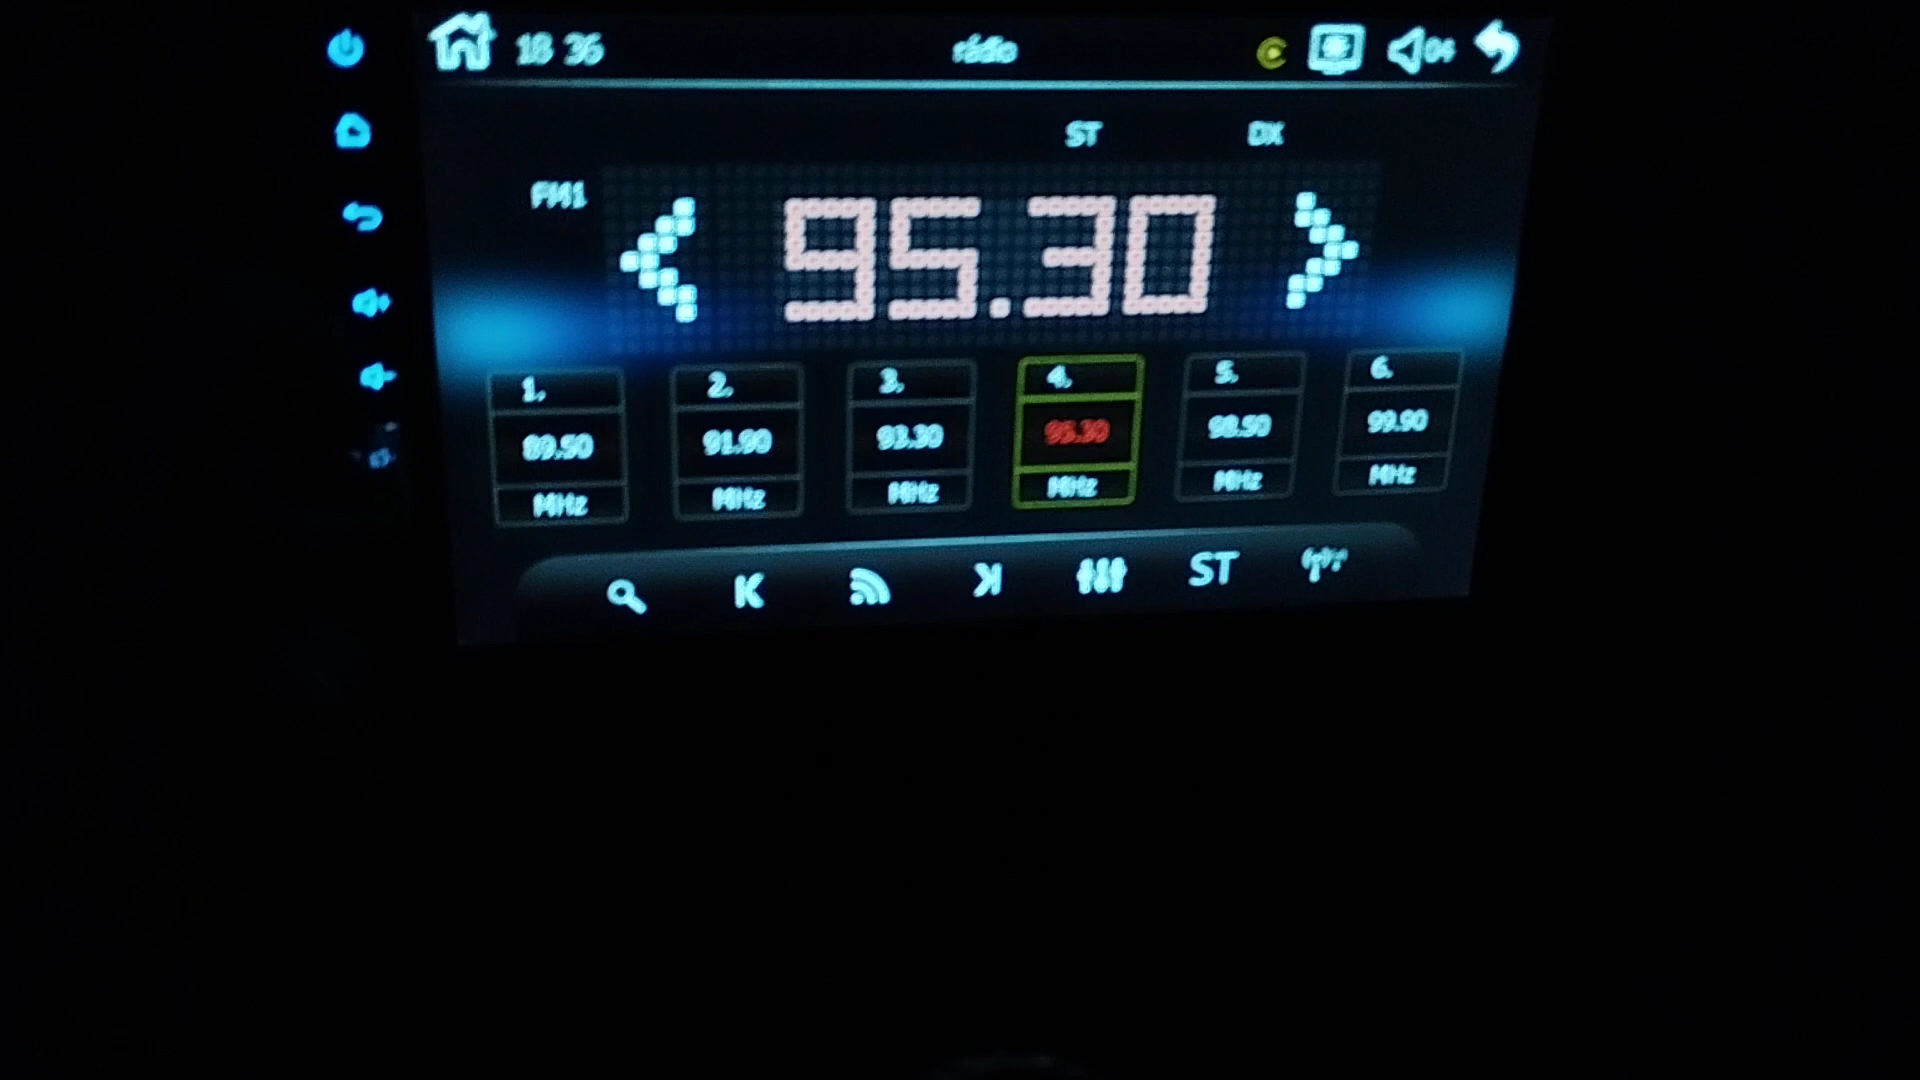 18 36 rádio 04
ST DX
FM1
95.30
1. 2. 3. 4. 5. 6.
89.50 91.90 93.30 95.30 98.50 99.90
MHz MHz MHz MHz MHz MHz
K K ST